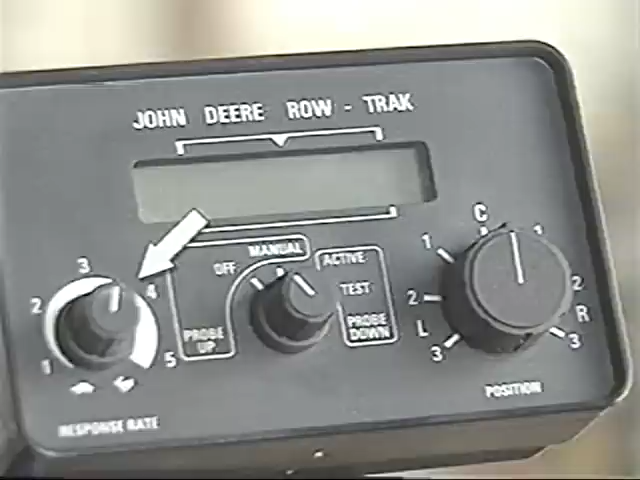 JOHN DEERE ROW - TRAK
C
1 1
2 2
L R
3 3
POSITION
OFF MANUAL ACTIVE
TEST
PROBE UP
PROBE DOWN
3
2 4
1 5
RESPONSE RATE